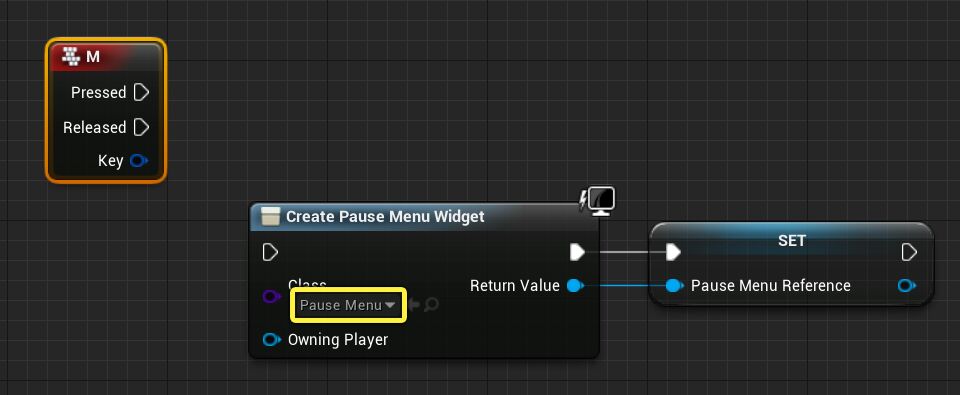 M
Pressed
Released
Key
Create Pause Menu Widget
SET
Class
Return Value
Pause Menu Reference
Pause Menu
Owning Player